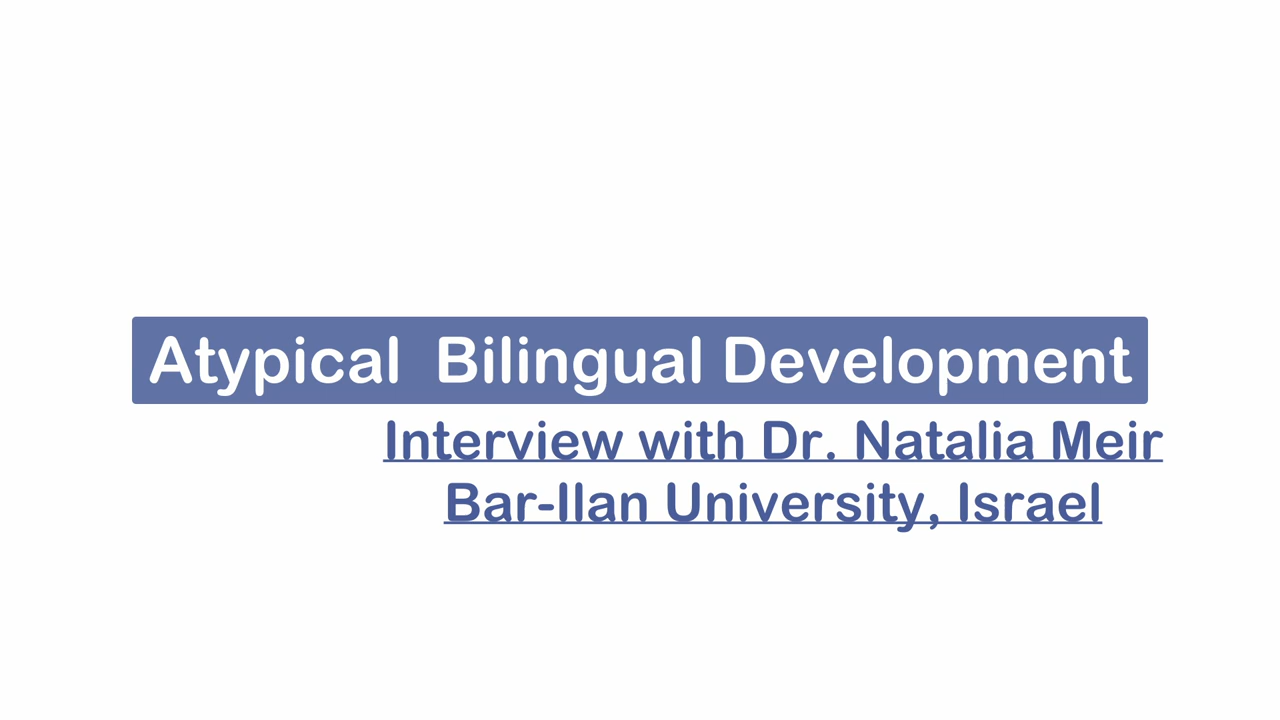 Atypical  Bilingual Development
Interview with Dr. Natalia Meir
Bar-Ilan University, Israel